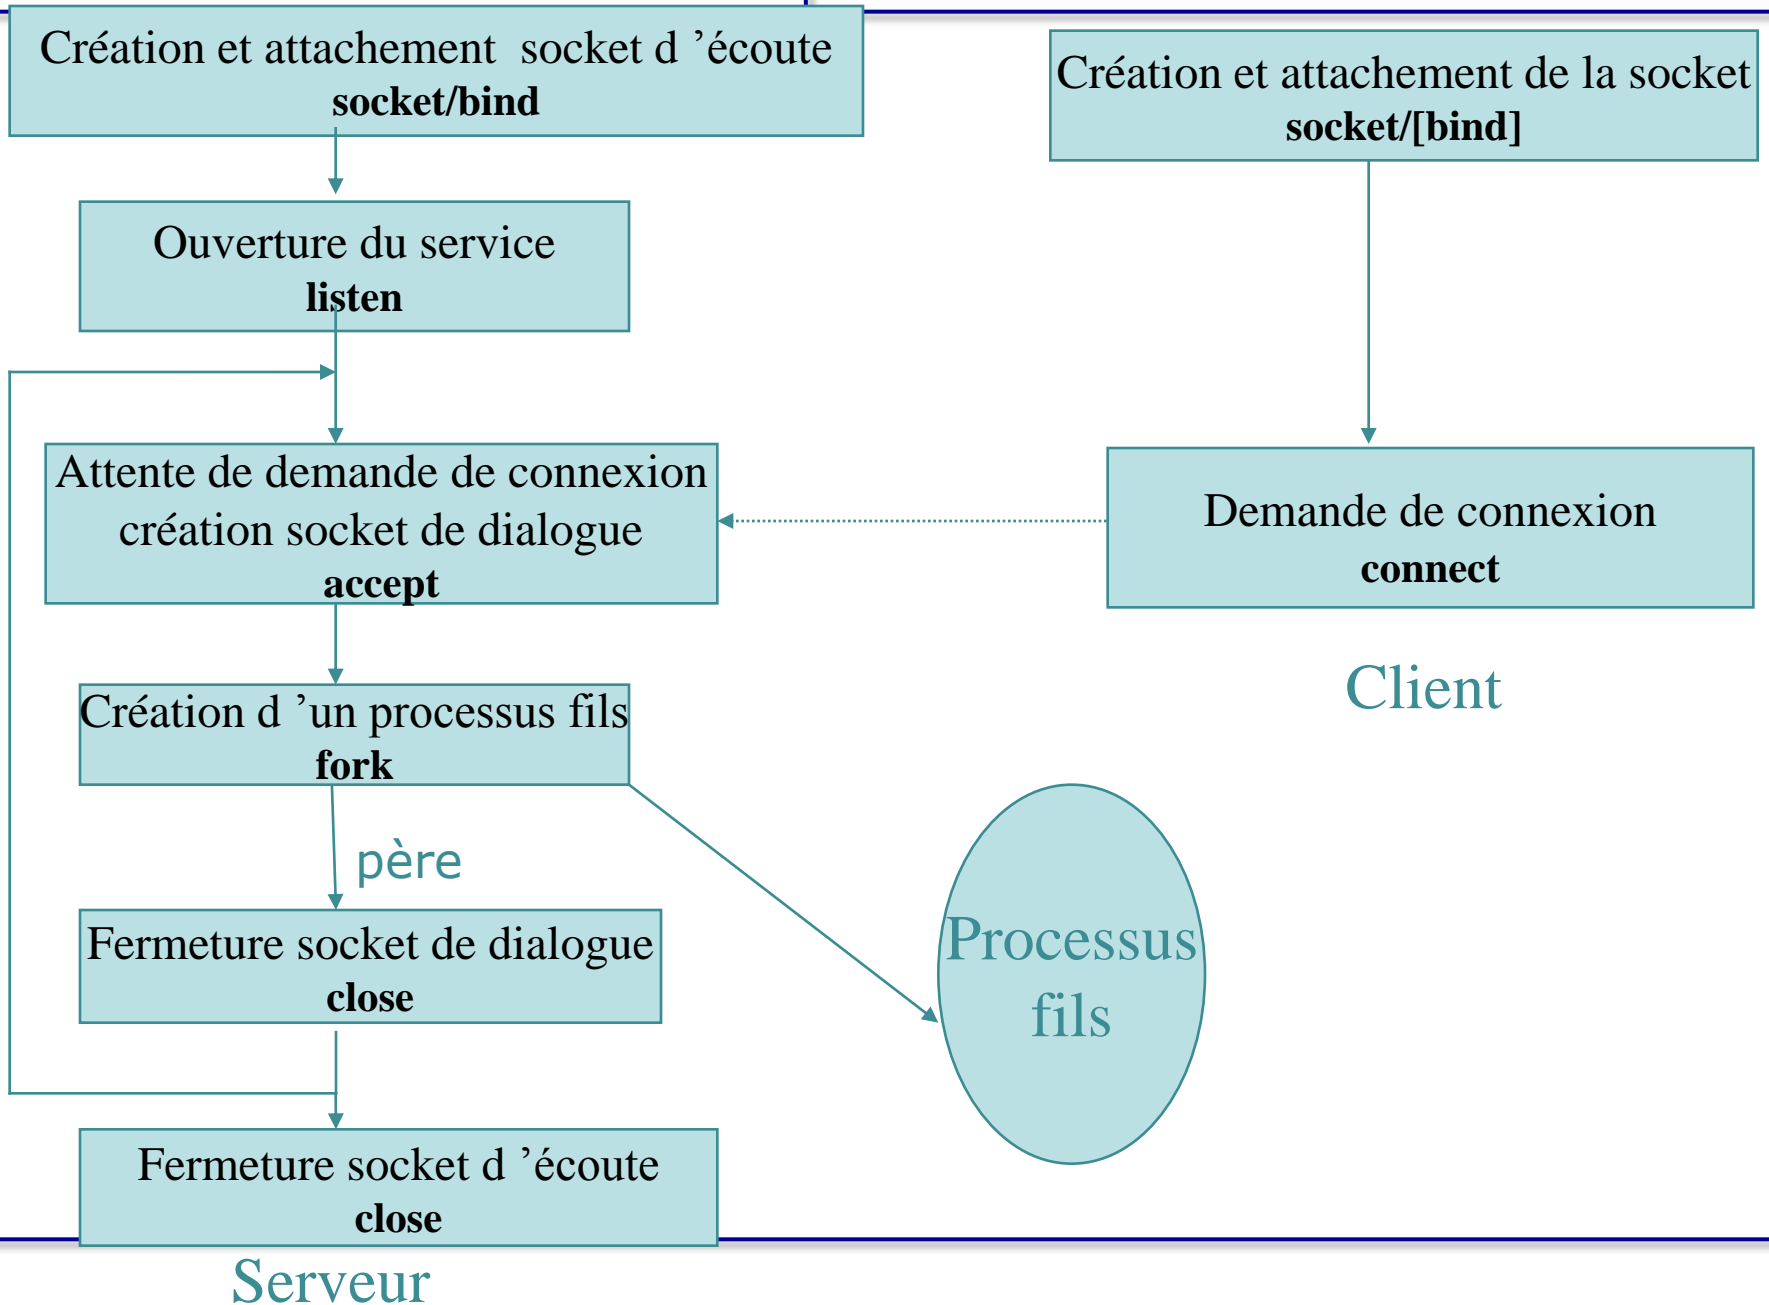 Création et attachement  socket d ’écoute
socket/bind
Création et attachement de la socket
socket/[bind]
Ouverture du service
listen
Attente de demande de connexion
création socket de dialogue
accept
Demande de connexion
connect
Client
Création d ’un processus fils
fork
père
Processus
fils
Fermeture socket de dialogue
close
Fermeture socket d ’écoute
close
Serveur